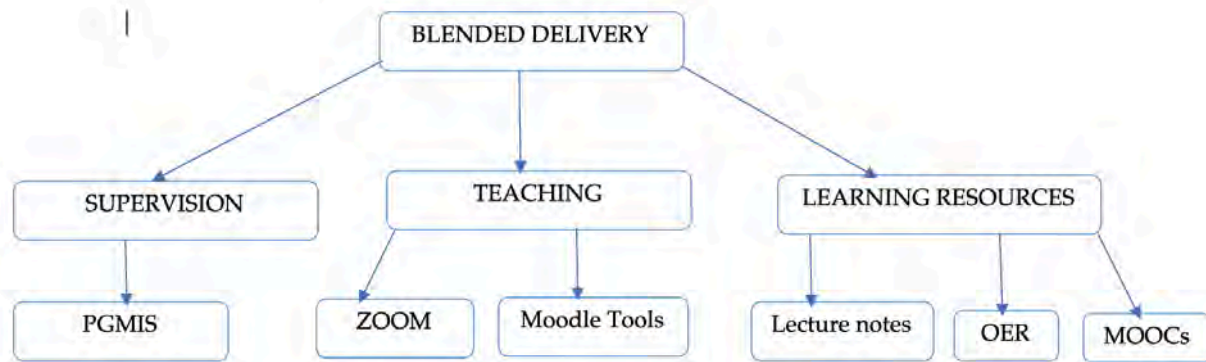 BLENDED DELIVERY
SUPERVISION
TEACHING
LEARNING RESOURCES
PGMIS
ZOOM
Moodle Tools
Lecture notes
OER
MOOCs